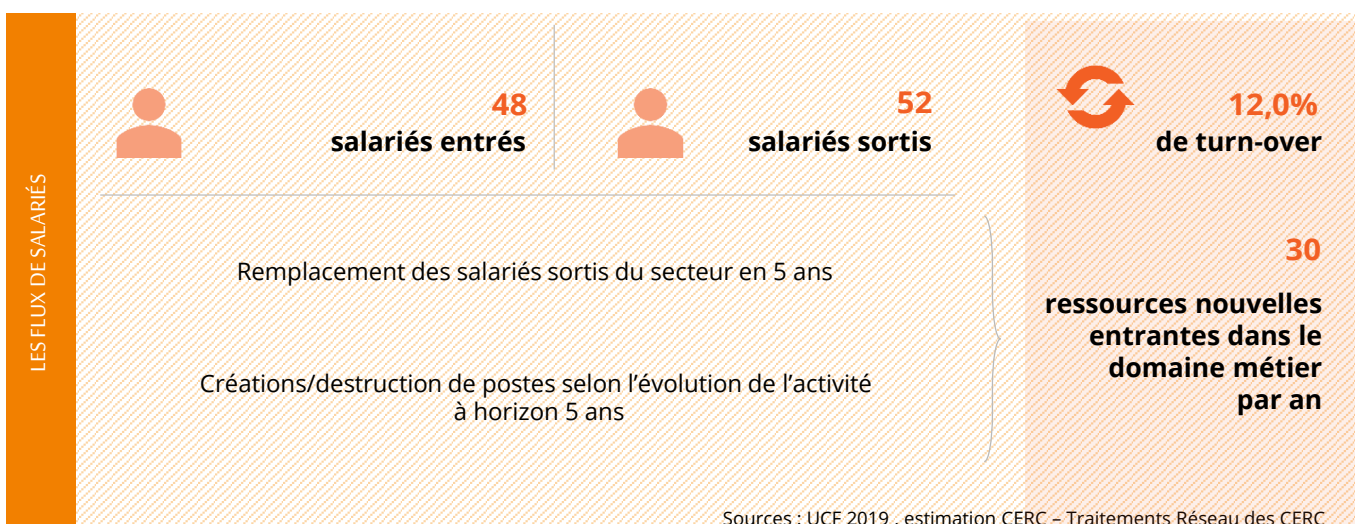 LES FLUX DE SALARIÉS
48
salariés entrés
52
salariés sortis
12,0%
de turn-over
Remplacement des salariés sortis du secteur en 5 ans
Créations/destruction de postes selon l’évolution de l’activité
à horizon 5 ans
30
ressources nouvelles
entrantes dans le
domaine métier
par an
Sources : UCF 2019 , estimation CERC – Traitements Réseau des CERC